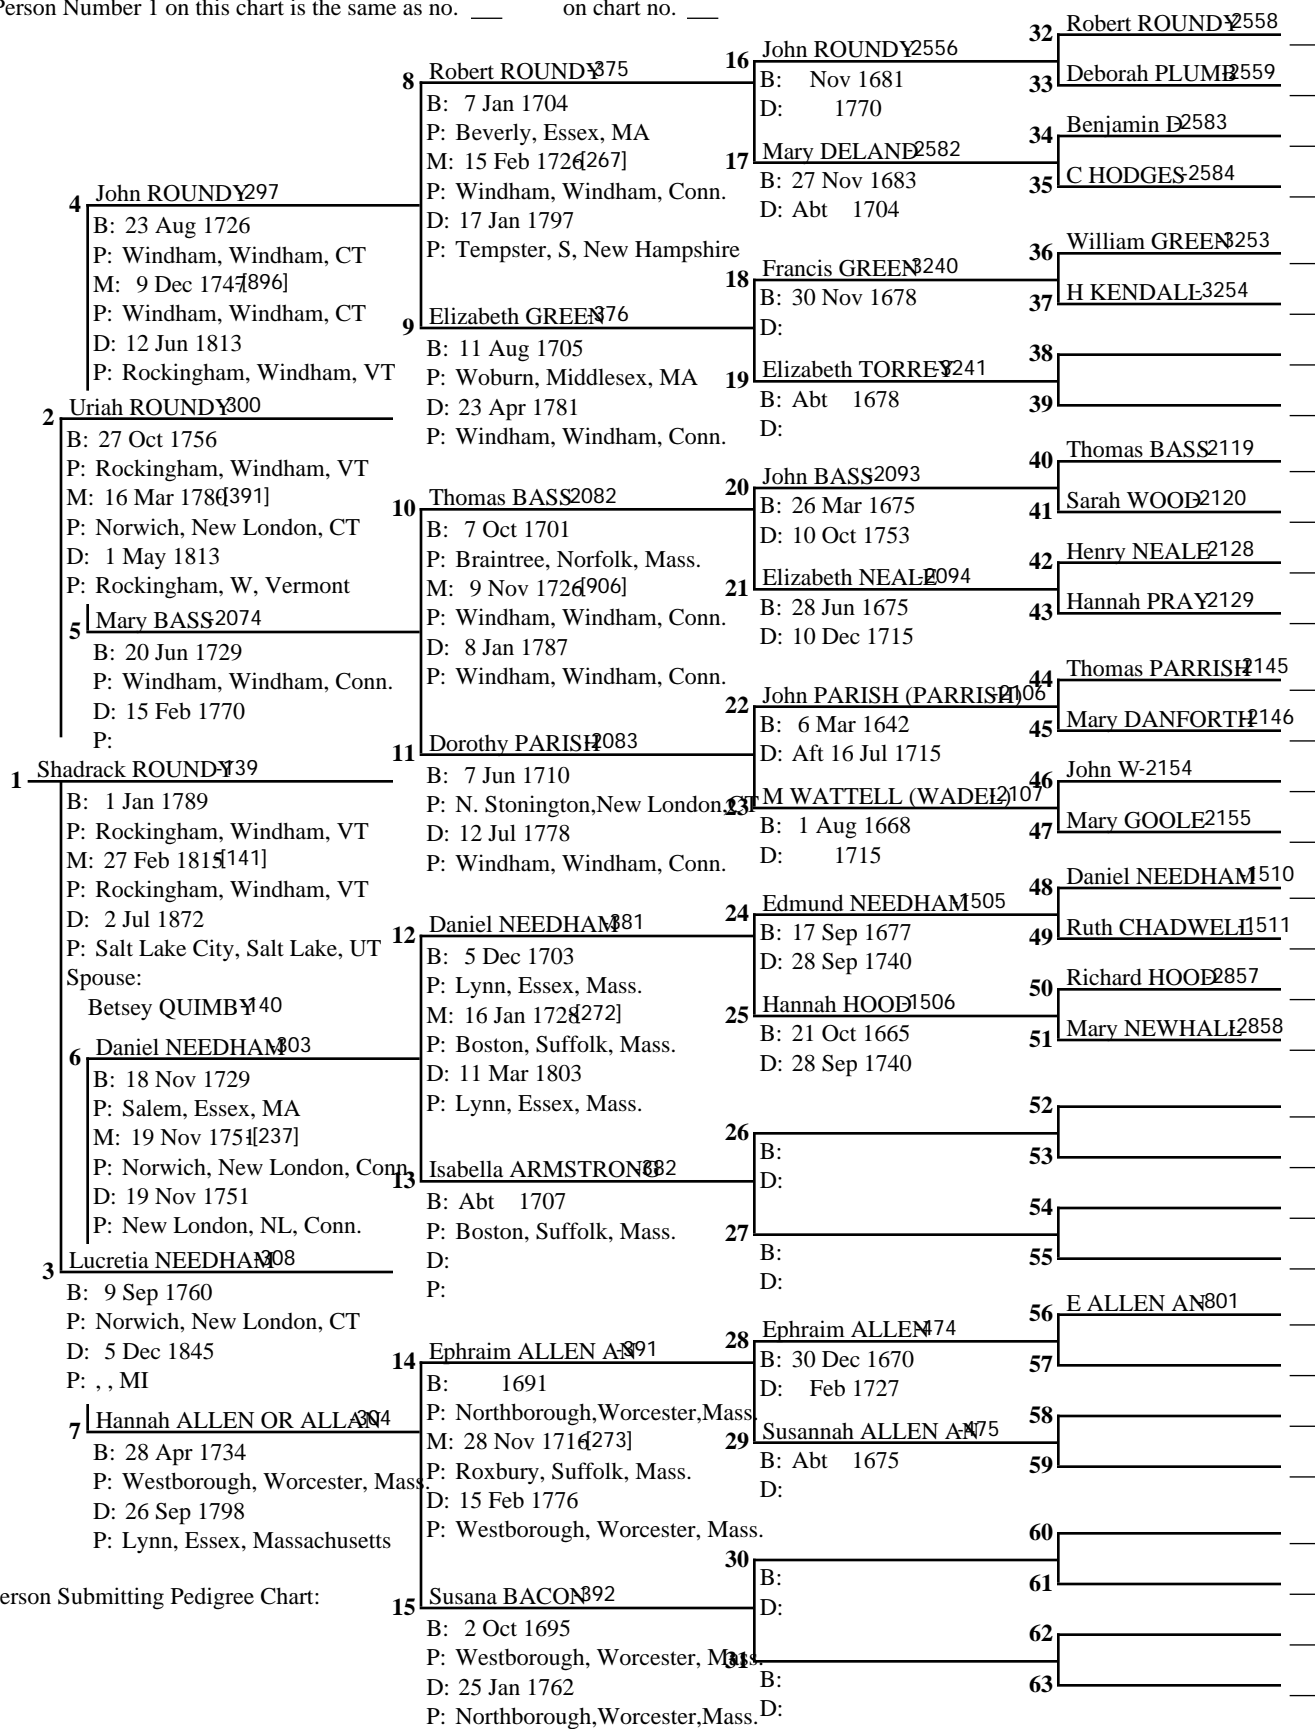 Person Number 1 on this chart is the same as no. ___ on chart no. ___
1 Shadrack ROUNDY-139
B: 1 Jan 1789
P: Rockingham, Windham, VT
M: 27 Feb 1815-[141]
P: Rockingham, Windham, VT
D: 2 Jul 1872
P: Salt Lake City, Salt Lake, UT
Spouse:
Betsey QUIMBY-140
2 Uriah ROUNDY-300
B: 27 Oct 1756
P: Rockingham, Windham, VT
M: 16 Mar 1780-[391]
P: Norwich, New London, CT
D: 1 May 1813
P: Rockingham, W, Vermont
3 Lucretia NEEDHAM-308
B: 9 Sep 1760
P: Norwich, New London, CT
D: 5 Dec 1845
P: , , MI
4 John ROUNDY-297
B: 23 Aug 1726
P: Windham, Windham, CT
M: 9 Dec 1747-[896]
P: Windham, Windham, CT
D: 12 Jun 1813
P: Rockingham, Windham, VT
5 Mary BASS-2074
B: 20 Jun 1729
P: Windham, Windham, Conn.
D: 15 Feb 1770
P:
6 Daniel NEEDHAM-303
B: 18 Nov 1729
P: Salem, Essex, MA
M: 19 Nov 1751-[237]
P: Norwich, New London, Conn.
D: 19 Nov 1751
P: New London, NL, Conn.
7 Hannah ALLEN OR ALLAN-304
B: 28 Apr 1734
P: Westborough, Worcester, Mass.
D: 26 Sep 1798
P: Lynn, Essex, Massachusetts
Person Submitting Pedigree Chart:
8 Robert ROUNDY-375
B: 7 Jan 1704
P: Beverly, Essex, MA
M: 15 Feb 1726-[267]
P: Windham, Windham, Conn.
D: 17 Jan 1797
P: Tempster, S, New Hampshire
9 Elizabeth GREEN-376
B: 11 Aug 1705
P: Woburn, Middlesex, MA
D: 23 Apr 1781
P: Windham, Windham, Conn.
10 Thomas BASS-2082
B: 7 Oct 1701
P: Braintree, Norfolk, Mass.
M: 9 Nov 1726-[906]
P: Windham, Windham, Conn.
D: 8 Jan 1787
P: Windham, Windham, Conn.
11 Dorothy PARISH-2083
B: 7 Jun 1710
P: N. Stonington,New London,CT
D: 12 Jul 1778
P: Windham, Windham, Conn.
12 Daniel NEEDHAM-381
B: 5 Dec 1703
P: Lynn, Essex, Mass.
M: 16 Jan 1728-[272]
P: Boston, Suffolk, Mass.
D: 11 Mar 1803
P: Lynn, Essex, Mass.
13 Isabella ARMSTRONG-382
B: Abt 1707
P: Boston, Suffolk, Mass.
D:
P:
14 Ephraim ALLEN AN-391
B: 1691
P: Northborough,Worcester,Mass.
M: 28 Nov 1716-[273]
P: Roxbury, Suffolk, Mass.
D: 15 Feb 1776
P: Westborough, Worcester, Mass.
15 Susana BACON-392
B: 2 Oct 1695
P: Westborough, Worcester, Mass.
D: 25 Jan 1762
P: Northborough,Worcester,Mass.
16 John ROUNDY-2556
B: Nov 1681
D: 1770
17 Mary DELAND-2582
B: 27 Nov 1683
D: Abt 1704
18 Francis GREEN-3240
B: 30 Nov 1678
D:
19 Elizabeth TORREY-3241
B: Abt 1678
D:
20 John BASS-2093
B: 26 Mar 1675
D: 10 Oct 1753
21 Elizabeth NEALE-2094
B: 28 Jun 1675
D: 10 Dec 1715
22 John PARISH (PARRISH)-2106
B: 6 Mar 1642
D: Aft 16 Jul 1715
23 M WATTELL (WADEL)-2107
B: 1 Aug 1668
D: 1715
24 Edmund NEEDHAM-1505
B: 17 Sep 1677
D: 28 Sep 1740
25 Hannah HOOD-1506
B: 21 Oct 1665
D: 28 Sep 1740
26
B:
D:
27
B:
D:
28 Ephraim ALLEN-474
B: 30 Dec 1670
D: Feb 1727
29 Susannah ALLEN AN-475
B: Abt 1675
D:
30
B:
D:
31
B:
D:
32 Robert ROUNDY-2558
33 Deborah PLUMB-2559
34 Benjamin D-2583
35 C HODGES-2584
36 William GREEN-3253
37 H KENDALL-3254
38
39
40 Thomas BASS-2119
41 Sarah WOOD-2120
42 Henry NEALE-2128
43 Hannah PRAY-2129
44 Thomas PARRISH-2145
45 Mary DANFORTH-2146
46 John W-2154
47 Mary GOOLE-2155
48 Daniel NEEDHAM-1510
49 Ruth CHADWELL-1511
50 Richard HOOD-2857
51 Mary NEWHALL-2858
52
53
54
55
56 E ALLEN AN-801
57
58
59
60
61
62
63